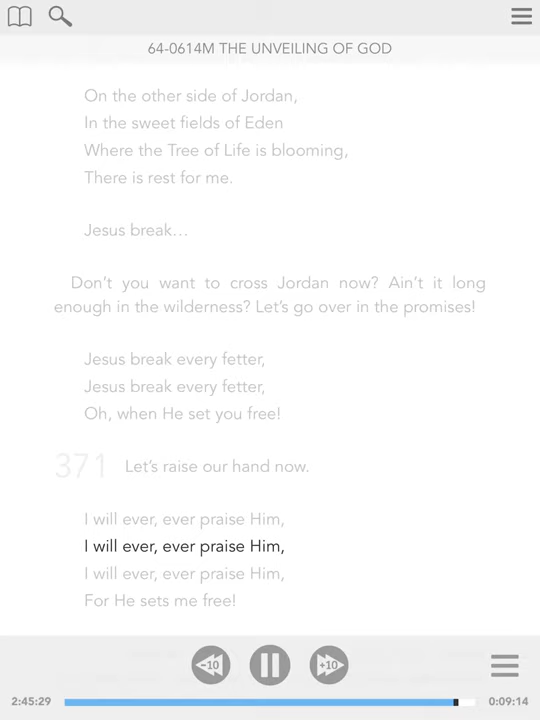 64-0614M THE UNVEILING OF GOD
On the other side of Jordan,
In the sweet fields of Eden
Where the Tree of Life is blooming,
There is rest for me.
Jesus break…
Don’t you want to cross Jordan now? Ain’t it long
enough in the wilderness? Let’s go over in the promises!
Jesus break every fetter,
Jesus break every fetter,
Oh, when He set you free!
371 Let’s raise our hand now.
I will ever, ever praise Him,
I will ever, ever praise Him,
I will ever, ever praise Him,
For He sets me free!
-10 +10
2:45:29 0:09:14